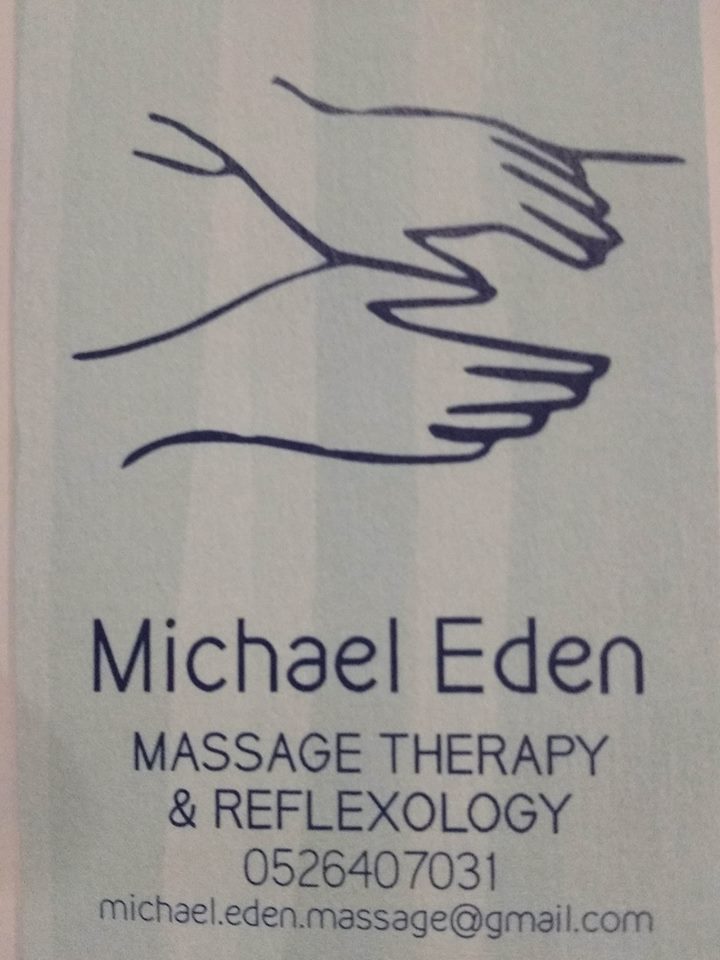 Michael Eden
MASSAGE THERAPY
& REFLEXOLOGY
0526407031
michael.eden.massage@gmail.com